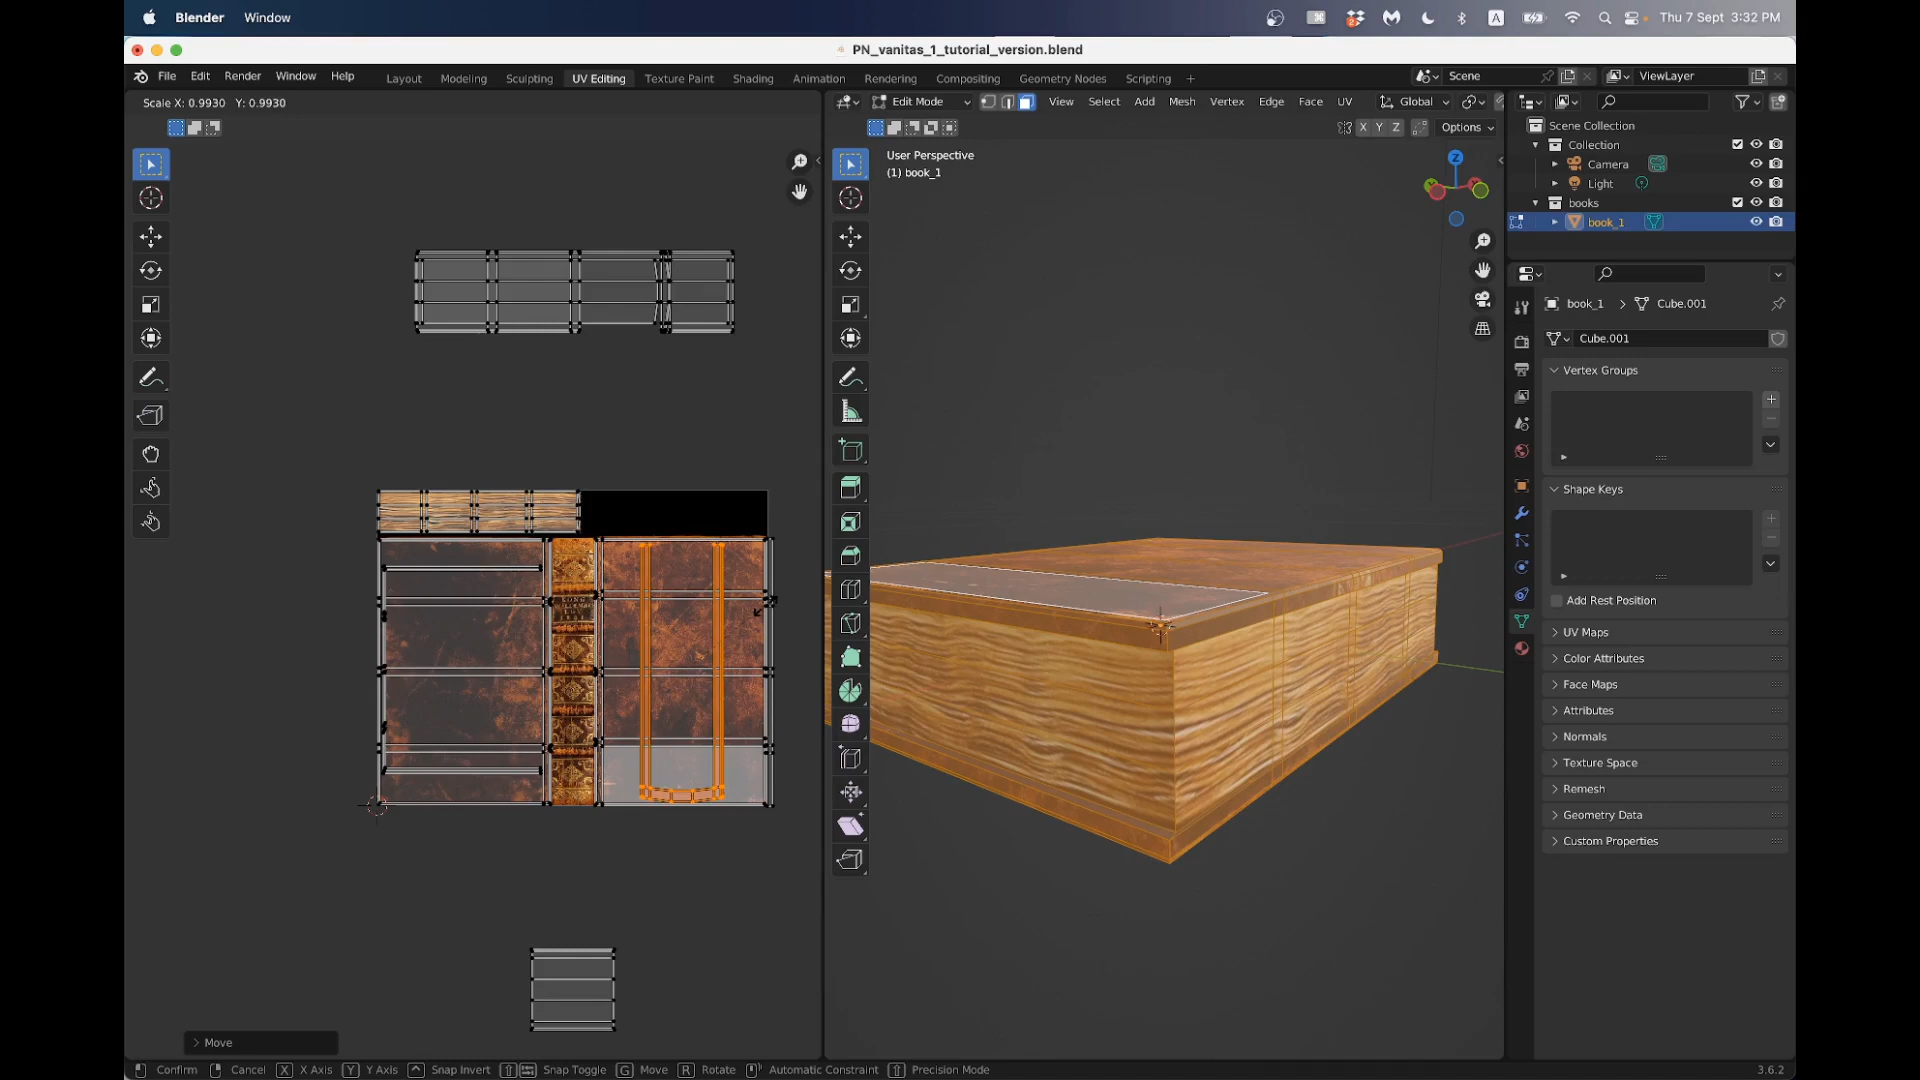 Blender Window
A Thu 7 Sept 3:32 PM
PN_vanitas_1_tutorial_version.blend
File Edit Render Window Help Layout Modeling Sculpting UV Editing Texture Paint Shading Animation Rendering Compositing Geometry Nodes Scripting + Scene ViewLayer
Scale X: 0.9930 Y: 0.9930
Edit Mode View Select Add Mesh Vertex Edge Face UV Global
X Y Z Options
User Perspective
(1) book_1
Z
Scene Collection
Collection
Camera
Light
books
book_1
book_1 > Cube.001
Cube.001
Vertex Groups
Shape Keys
Add Rest Position
UV Maps
Color Attributes
Face Maps
Attributes
Normals
Texture Space
Remesh
Geometry Data
Custom Properties
Move
Confirm Cancel X X Axis Y Y Axis Snap Invert Snap Toggle G Move R Rotate Automatic Constraint Precision Mode 3.6.2